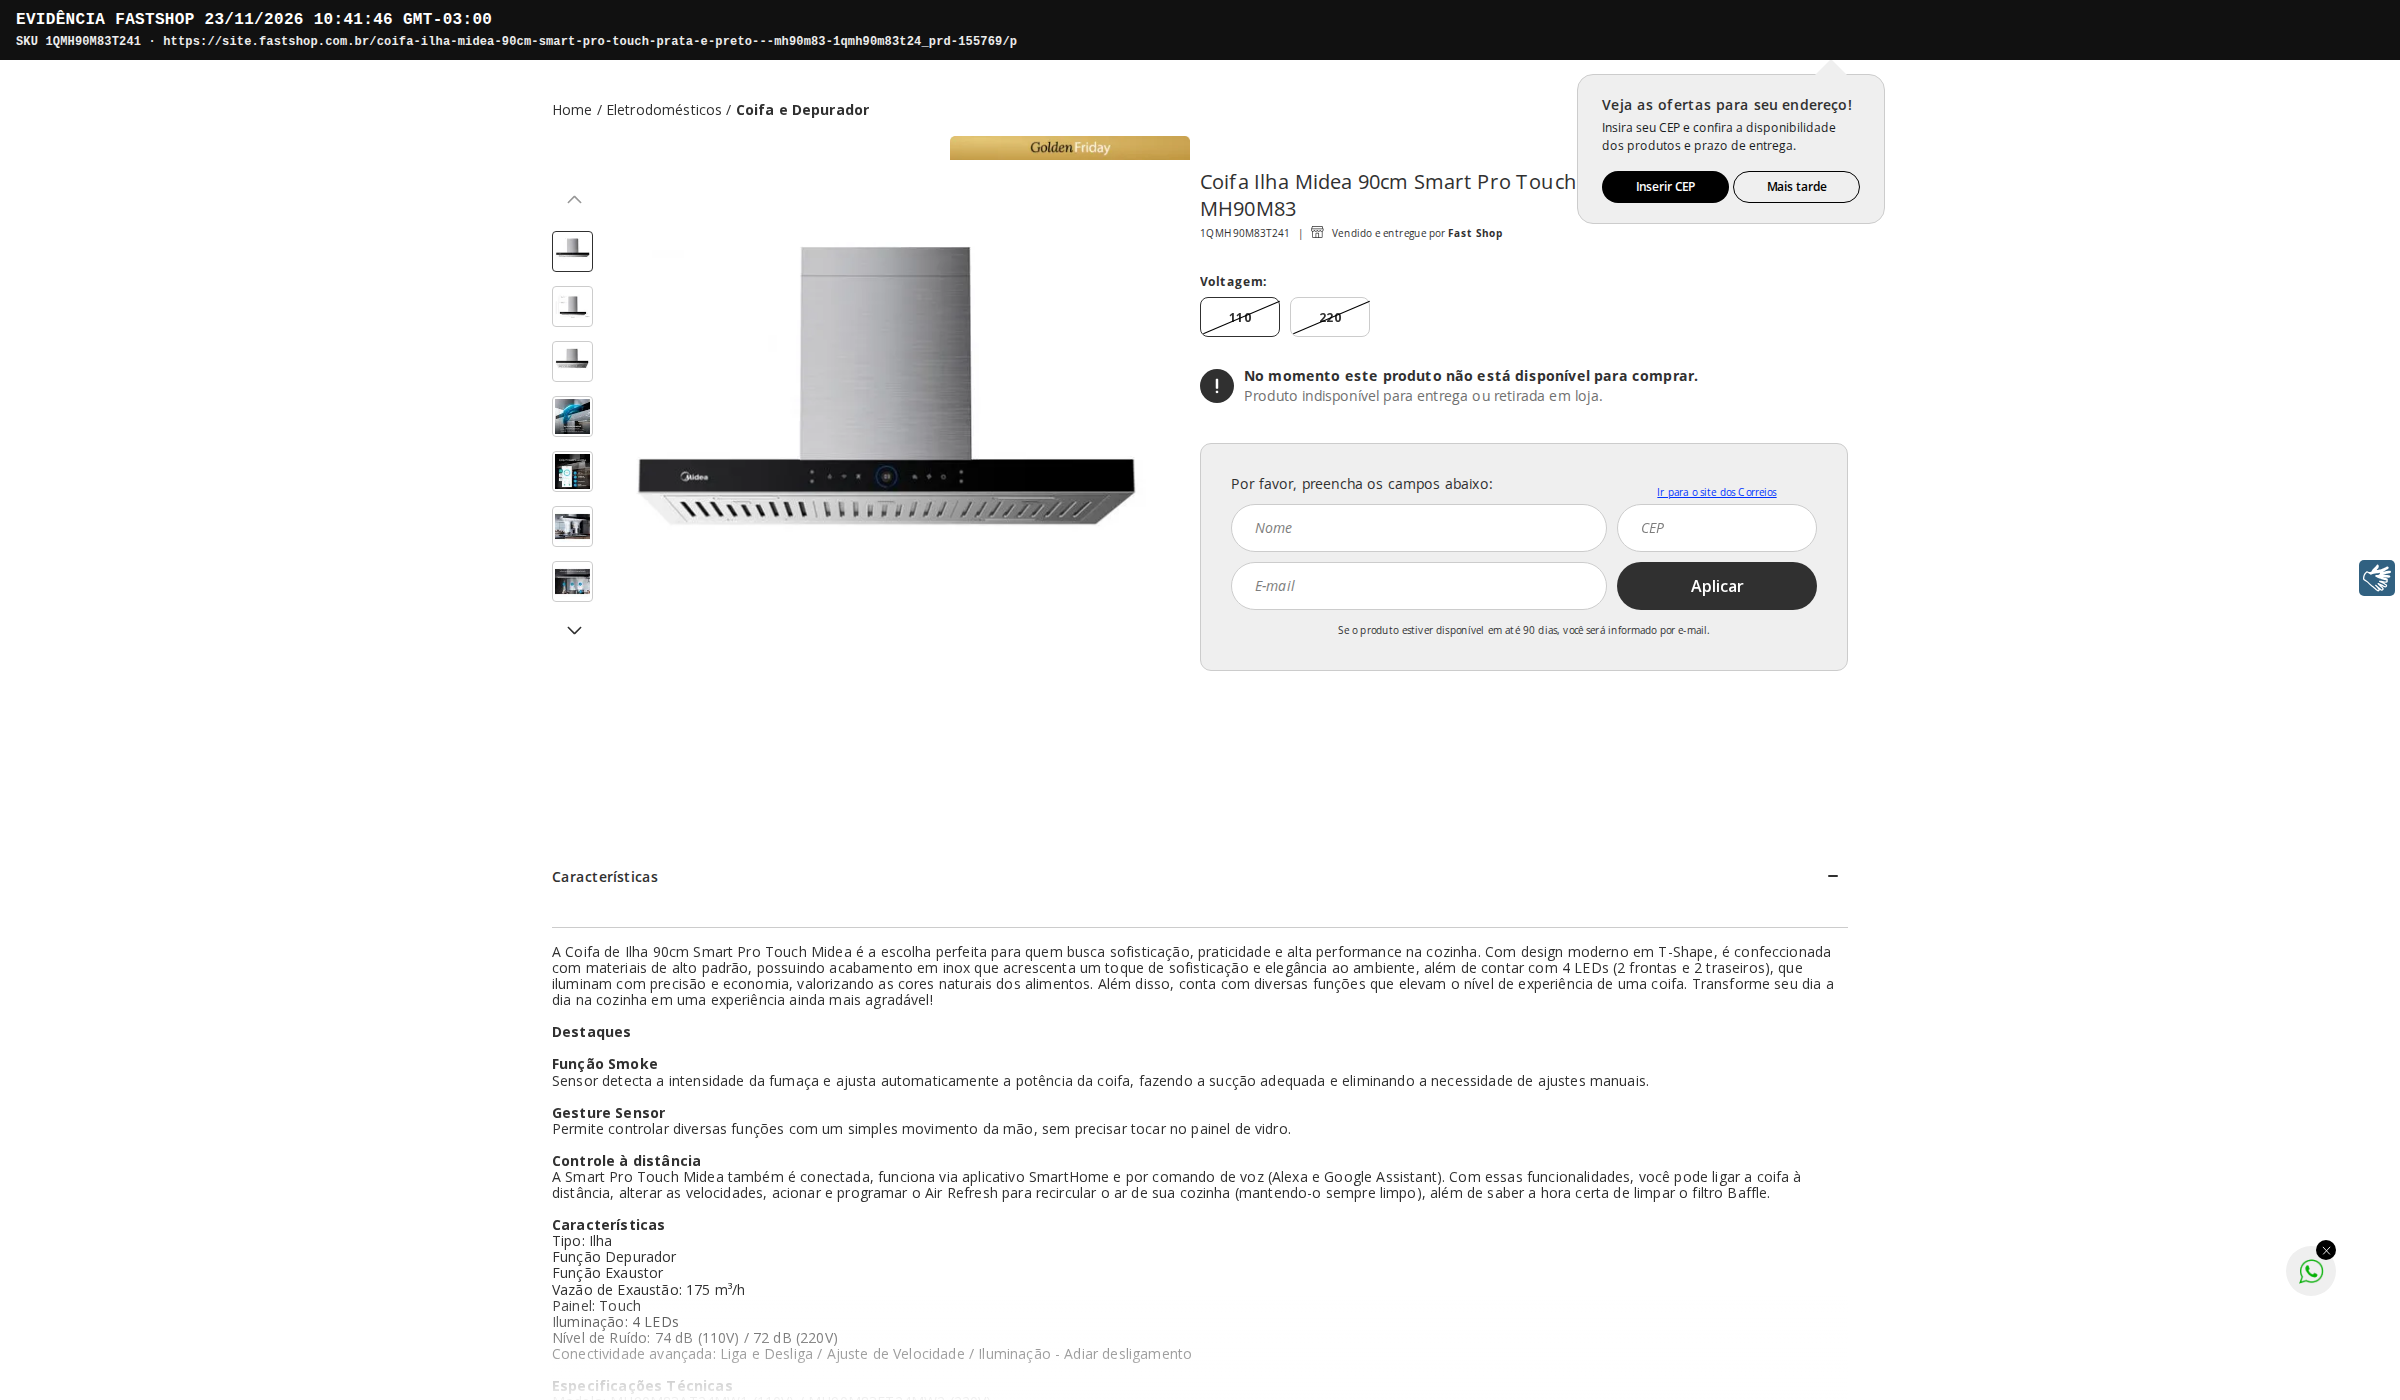 EVIDÊNCIA FASTSHOP 23/11/2026 10:41:46 GMT-03:00
SKU 1QMH90M83T241 · https://site.fastshop.com.br/coifa-ilha-midea-90cm-smart-pro-touch-prata-e-preto---mh90m83-1qmh90m83t24_prd-155769/p
Veja as ofertas para seu endereço!
Insira seu CEP e confira a disponibilidade
dos produtos e prazo de entrega.
Inserir CEP
Mais tarde
Home / Eletrodomésticos / Coifa e Depurador
Golden Friday
Coifa Ilha Midea 90cm Smart Pro Touch
MH90M83
1QMH90M83T241 | Vendido e entregue por Fast Shop
Voltagem:
110
220
No momento este produto não está disponível para comprar.
Produto indisponível para entrega ou retirada em loja.
Midea
Por favor, preencha os campos abaixo:
Ir para o site dos Correios
Nome
CEP
E-mail
Aplicar
Se o produto estiver disponível em até 90 dias, você será informado por e-mail.
Características
A Coifa de Ilha 90cm Smart Pro Touch Midea é a escolha perfeita para quem busca sofisticação, praticidade e alta performance na cozinha. Com design moderno em T-Shape, é confeccionada
com materiais de alto padrão, possuindo acabamento em inox que acrescenta um toque de sofisticação e elegância ao ambiente, além de contar com 4 LEDs (2 frontas e 2 traseiros), que
iluminam com precisão e economia, valorizando as cores naturais dos alimentos. Além disso, conta com diversas funções que elevam o nível de experiência de uma coifa. Transforme seu dia a
dia na cozinha em uma experiência ainda mais agradável!
Destaques
Função Smoke
Sensor detecta a intensidade da fumaça e ajusta automaticamente a potência da coifa, fazendo a sucção adequada e eliminando a necessidade de ajustes manuais.
Gesture Sensor
Permite controlar diversas funções com um simples movimento da mão, sem precisar tocar no painel de vidro.
Controle à distância
A Smart Pro Touch Midea também é conectada, funciona via aplicativo SmartHome e por comando de voz (Alexa e Google Assistant). Com essas funcionalidades, você pode ligar a coifa à
distância, alterar as velocidades, acionar e programar o Air Refresh para recircular o ar de sua cozinha (mantendo-o sempre limpo), além de saber a hora certa de limpar o filtro Baffle.
Características
Tipo: Ilha
Função Depurador
Função Exaustor
Vazão de Exaustão: 175 m³/h
Painel: Touch
Iluminação: 4 LEDs
Nível de Ruído: 74 dB (110V) / 72 dB (220V)
Conectividade avançada: Liga e Desliga / Ajuste de Velocidade / Iluminação - Adiar desligamento
Especificações Técnicas